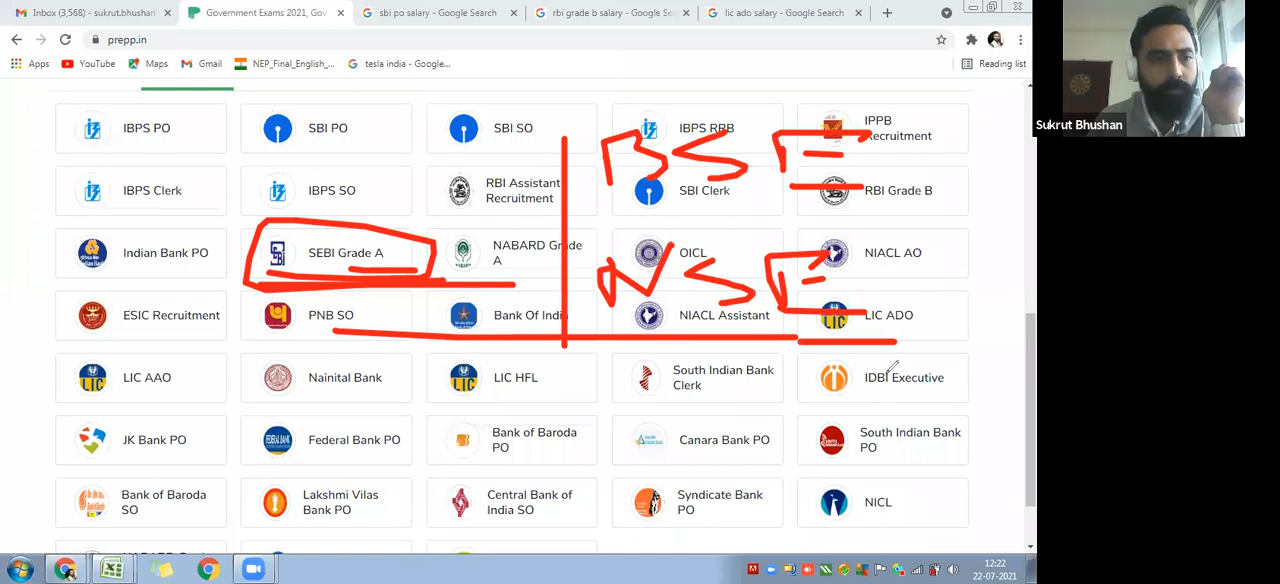 Inbox (3,568) - sukrut.bhushan
Government Exams 2021, Gov
sbi po salary - Google Search
rbi grade b salary - Google Se
lic ado salary - Google Search
prepp.in
Apps
YouTube
Maps
Gmail
NEP_Final_English_...
tesla india - Google...
Reading list
IBPS PO
SBI PO
SBI SO
IBPS RRB
IPPB Recruitment
BSE
IBPS Clerk
IBPS SO
RBI Assistant Recruitment
SBI Clerk
RBI Grade B
Indian Bank PO
SEBI Grade A
NABARD Grade A
OICL
NIACL AO
NSE
ESIC Recruitment
PNB SO
Bank Of India
NIACL Assistant
LIC ADO
LIC AAO
Nainital Bank
LIC HFL
South Indian Bank Clerk
IDBI Executive
JK Bank PO
Federal Bank PO
Bank of Baroda PO
Canara Bank PO
South Indian Bank PO
Bank of Baroda SO
Lakshmi Vilas Bank PO
Central Bank of India SO
Syndicate Bank PO
NICL
Sukrut Bhushan
12:22
22-07-2021